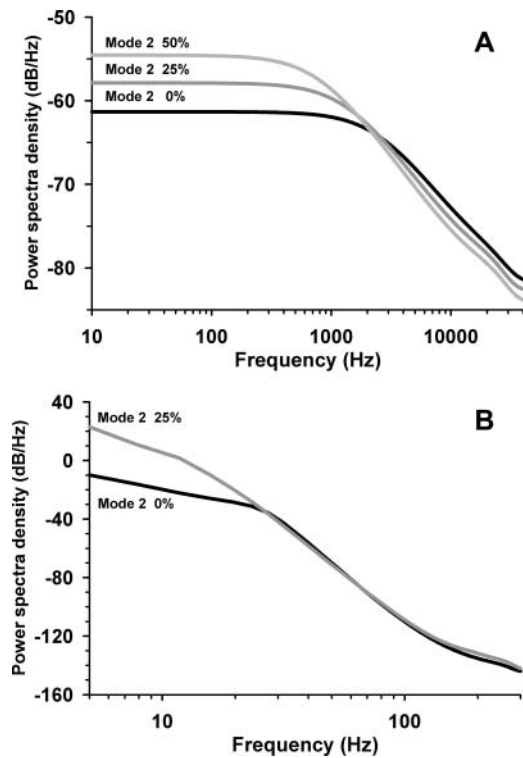 A
Power spectra density (dB/Hz)
-50
-60
-70
-80
Mode 2 50%
Mode 2 25%
Mode 2 0%
10 100 1000 10000
Frequency (Hz)
B
Power spectra density (dB/Hz)
40
0
-40
-80
-120
-160
Mode 2 25%
Mode 2 0%
10 100
Frequency (Hz)